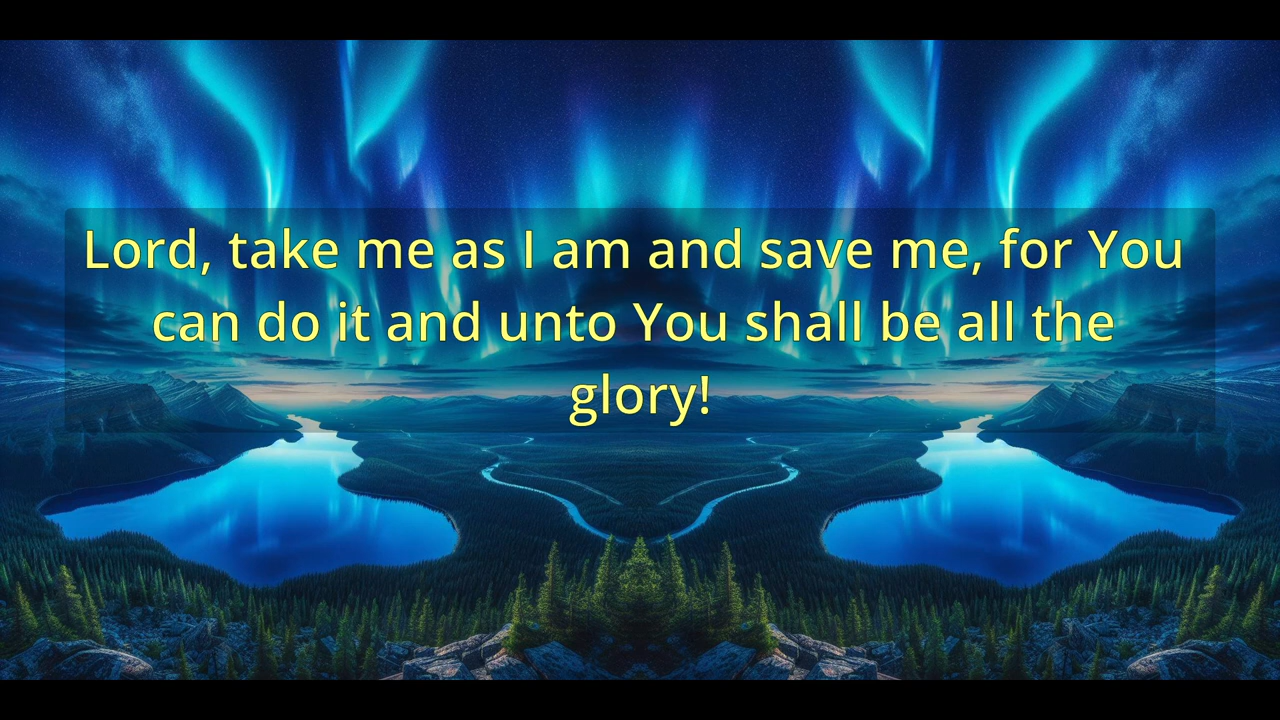 Lord, take me as I am and save me, for You
can do it and unto You shall be all the
glory!